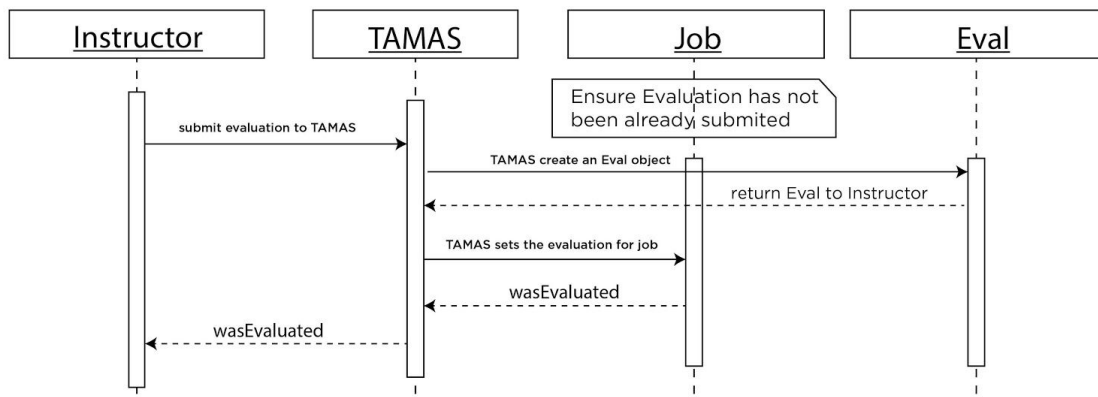 Instructor
TAMAS
Job
Eval
Ensure Evaluation has not
been already submited
submit evaluation to TAMAS
TAMAS create an Eval object
return Eval to Instructor
TAMAS sets the evaluation for job
wasEvaluated
wasEvaluated